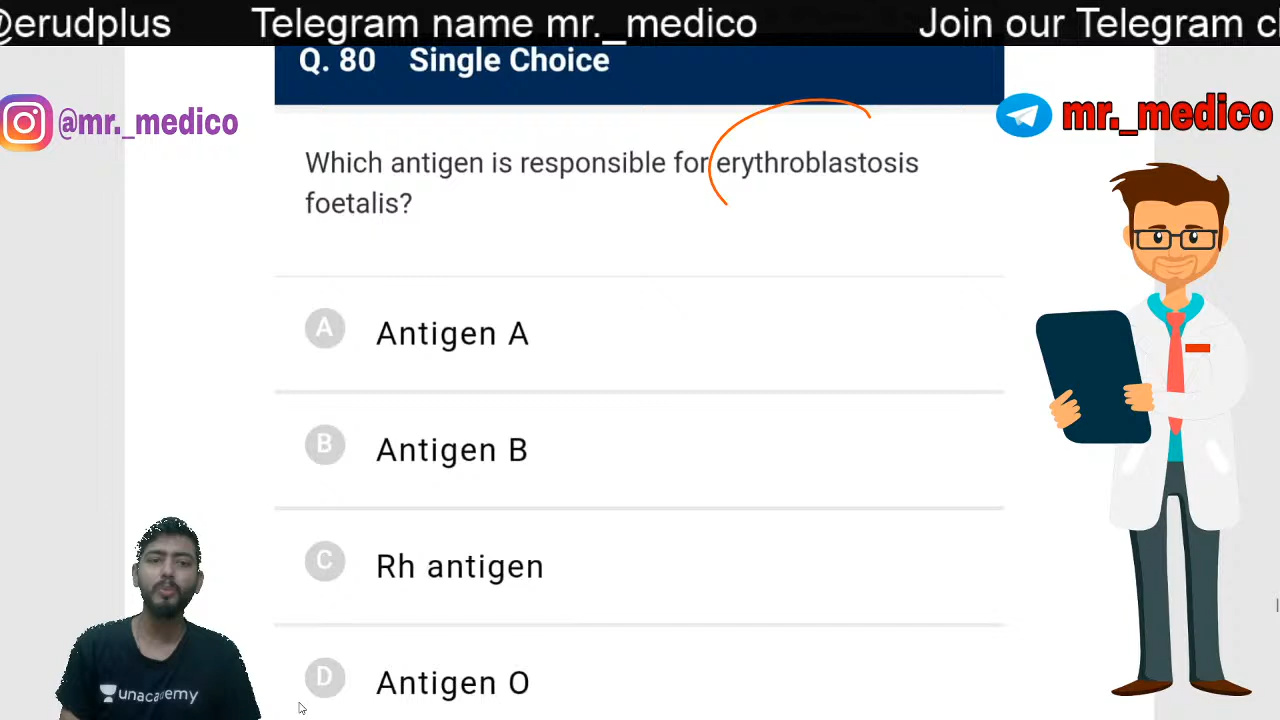 @erudplus Telegram name mr._medico Join our Telegram
Q. 80 Single Choice
@mr._medico
mr._medico
Which antigen is responsible for erythroblastosis
foetalis?
A Antigen A
B Antigen B
C Rh antigen
D Antigen O
unacademy